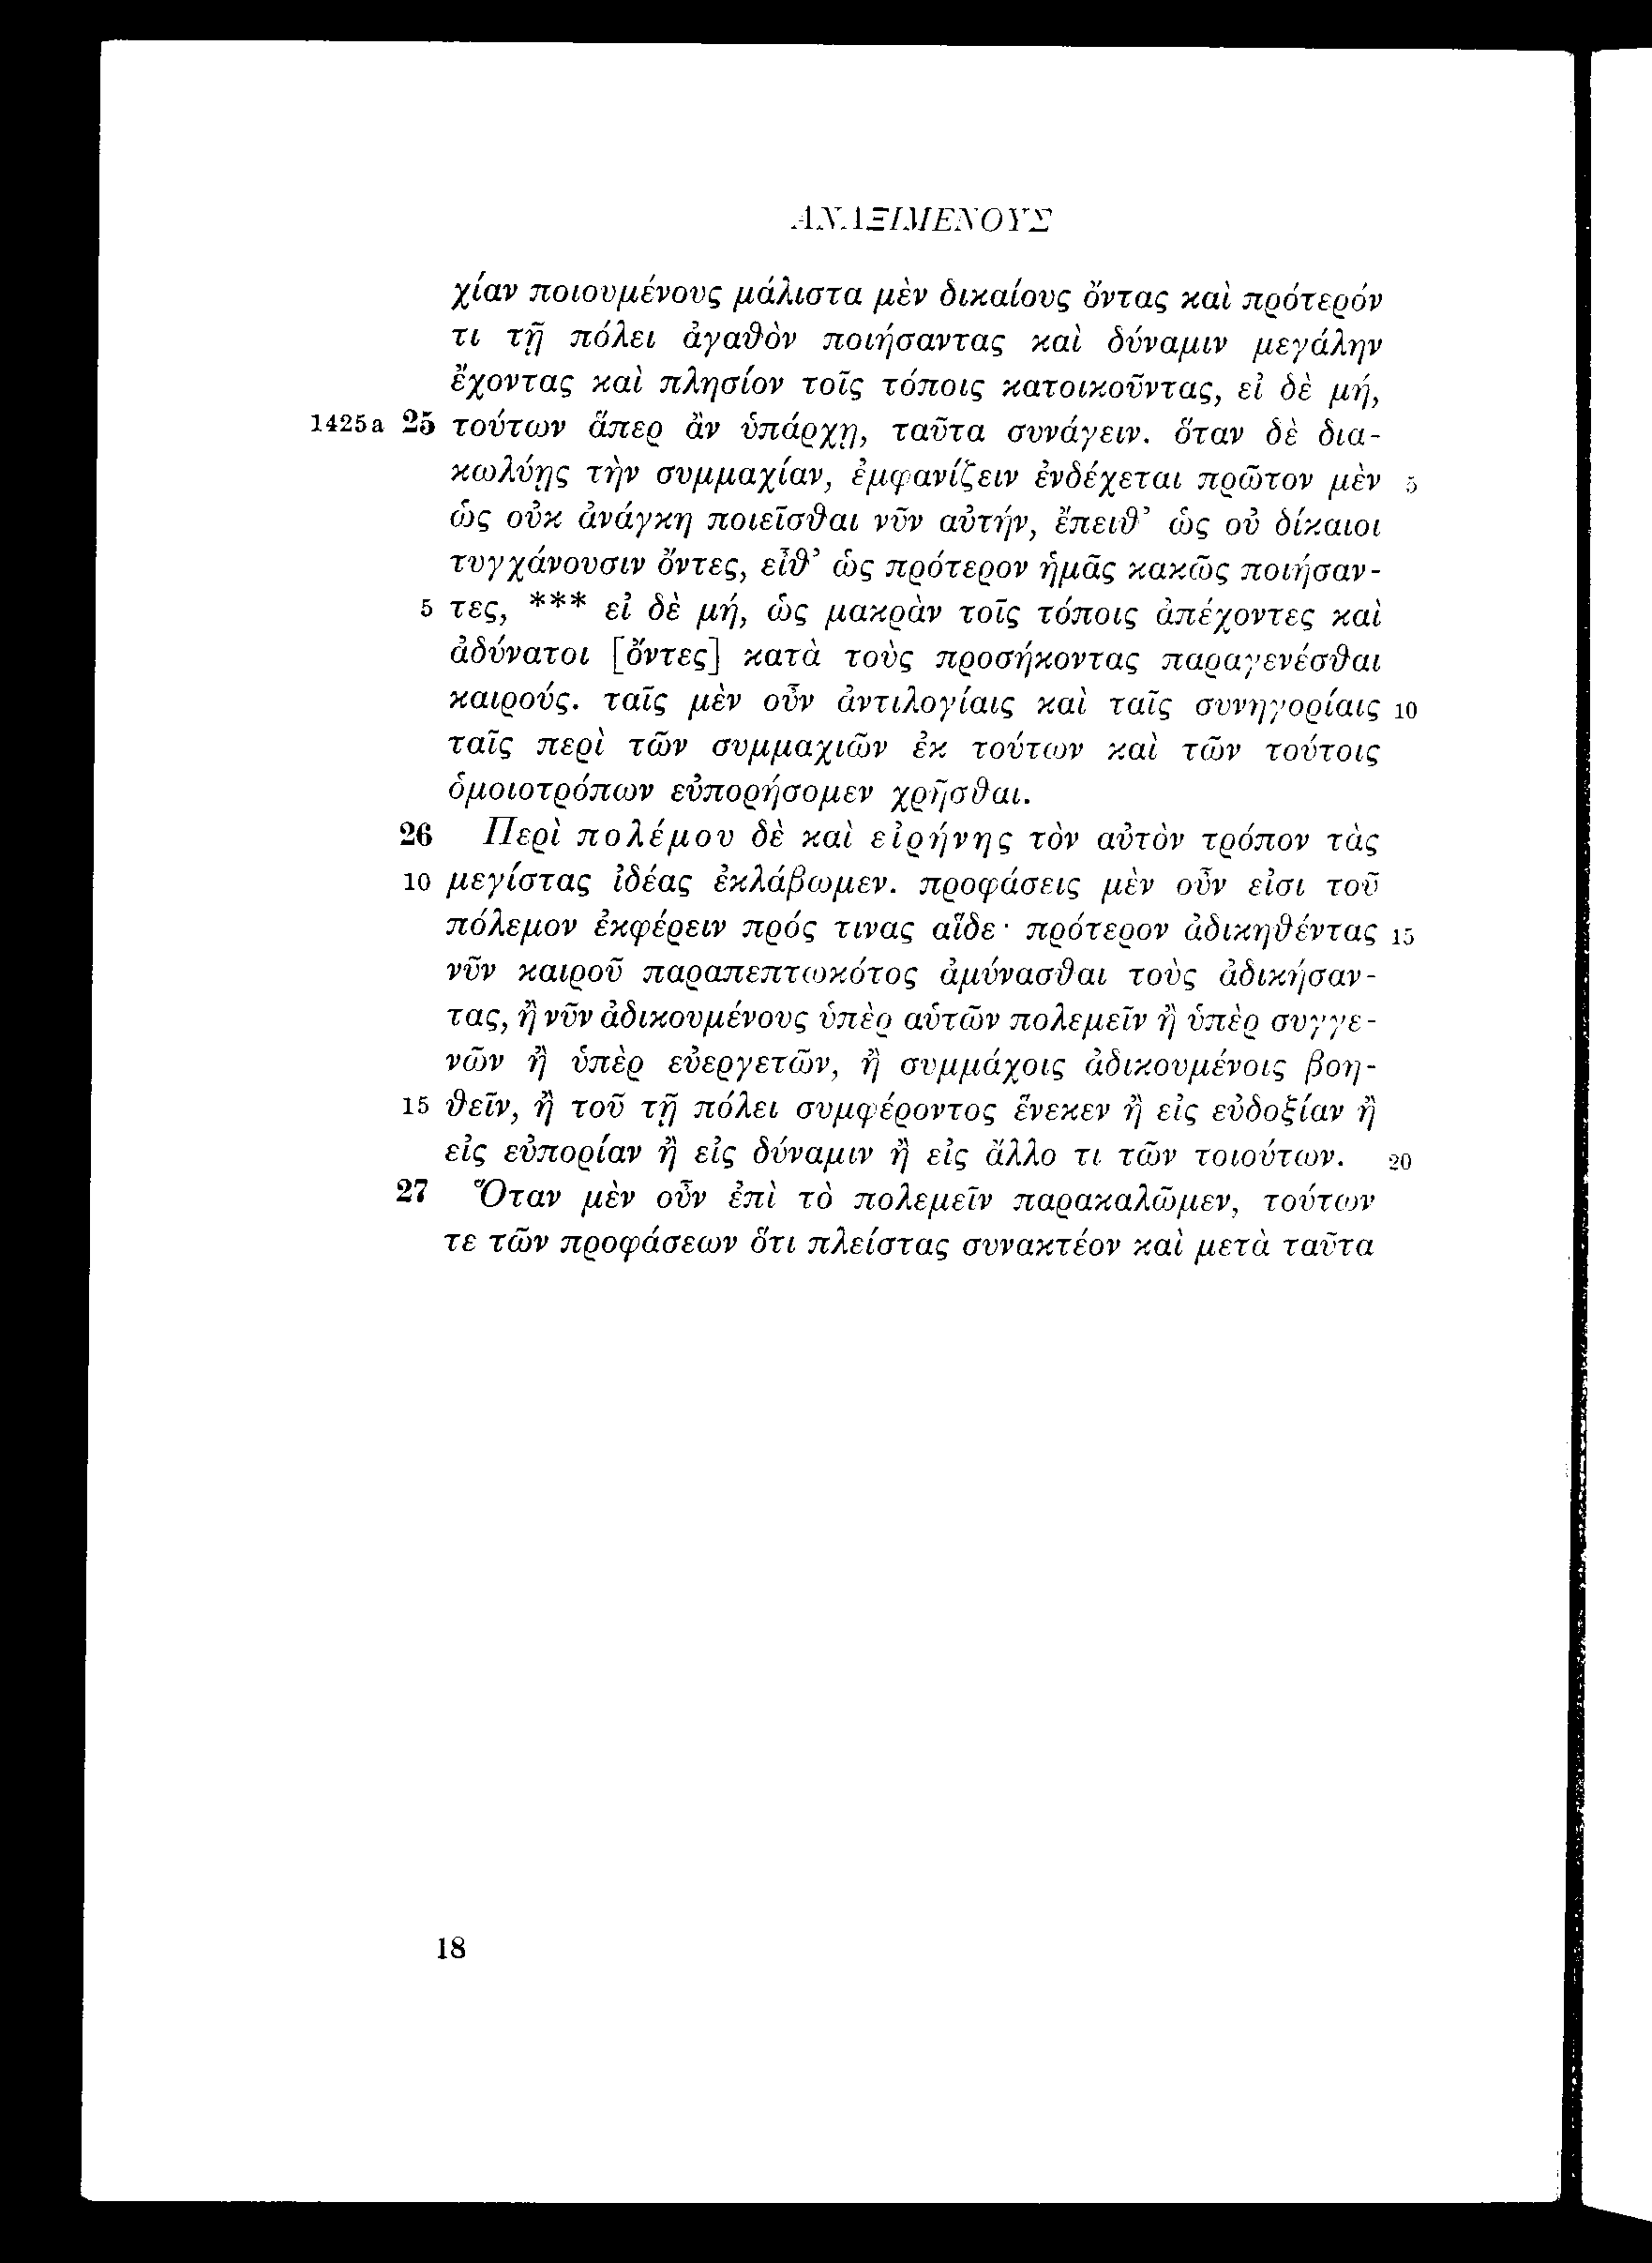 ΑΝΑΞΙΜΕΝΟΥΣ
χίαν ποιουμένους μάλιστα μὲν δικαίους ὄντας καὶ πρότερόν
τι τῇ πόλει ἀγαθὸν ποιήσαντας καὶ δύναμιν μεγάλην
ἔχοντας καὶ πλησίον τοῖς τόποις κατοικοῦντας, εἰ δὲ μή,
1425a 25 τούτων ἅπερ ἂν ὑπάρχῃ, ταῦτα συνάγειν. ὅταν δὲ δια-
κωλύῃς τὴν συμμαχίαν, ἐμφανίζειν ἐνδέχεται πρῶτον μὲν 5
ὡς οὐκ ἀνάγκη ποιεῖσθαι νῦν αὐτήν, ἔπειθ’ ὡς οὐ δίκαιοι
τυγχάνουσιν ὄντες, εἶθ’ ὡς πρότερον ἡμᾶς κακῶς ποιήσαν-
5 τες, *** εἰ δὲ μή, ὡς μακρὰν τοῖς τόποις ἀπέχοντες καὶ
ἀδύνατοι [ὄντες] κατὰ τοὺς προσήκοντας παραγενέσθαι
καιρούς. ταῖς μὲν οὖν ἀντιλογίαις καὶ ταῖς συνηγορίαις 10
ταῖς περὶ τῶν συμμαχιῶν ἐκ τούτων καὶ τῶν τούτοις
ὁμοιοτρόπων εὐπορήσομεν χρῆσθαι.
26 Περὶ πολέμου δὲ καὶ εἰρήνης τὸν αὐτὸν τρόπον τὰς
10 μεγίστας ἰδέας ἐκλάβωμεν. προφάσεις μὲν οὖν εἰσι τοῦ
πόλεμον ἐκφέρειν πρός τινας αἵδε· πρότερον ἀδικηθέντας 15
νῦν καιροῦ παραπεπτωκότος ἀμύνασθαι τοὺς ἀδικήσαν-
τας, ἢ νῦν ἀδικουμένους ὑπὲρ αὑτῶν πολεμεῖν ἢ ὑπὲρ συγγε-
νῶν ἢ ὑπὲρ εὐεργετῶν, ἢ συμμάχοις ἀδικουμένοις βοη-
15 θεῖν, ἢ τοῦ τῇ πόλει συμφέροντος ἕνεκεν ἢ εἰς εὐδοξίαν ἢ
εἰς εὐπορίαν ἢ εἰς δύναμιν ἢ εἰς ἄλλο τι τῶν τοιούτων. 20
27 Ὅταν μὲν οὖν ἐπὶ τὸ πολεμεῖν παρακαλῶμεν, τούτων
τε τῶν προφάσεων ὅτι πλείστας συνακτέον καὶ μετὰ ταῦτα
18